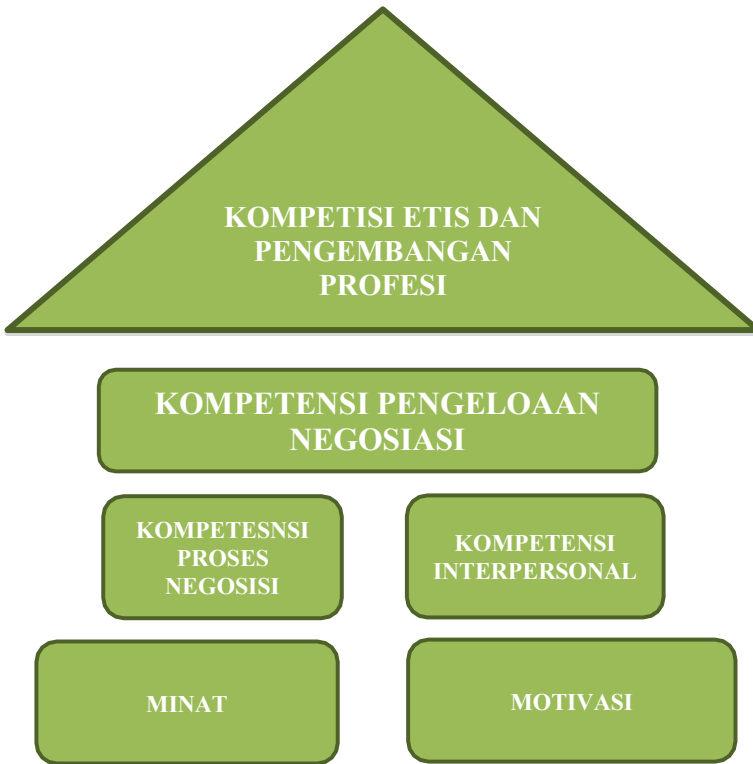 KOMPETISI ETIS DAN
PENGEMBANGAN
PROFESI
KOMPETENSI PENGELOAAN
NEGOSIASI
KOMPETESNSI
PROSES
NEGOSISI
KOMPETENSI
INTERPERSONAL
MINAT
MOTIVASI